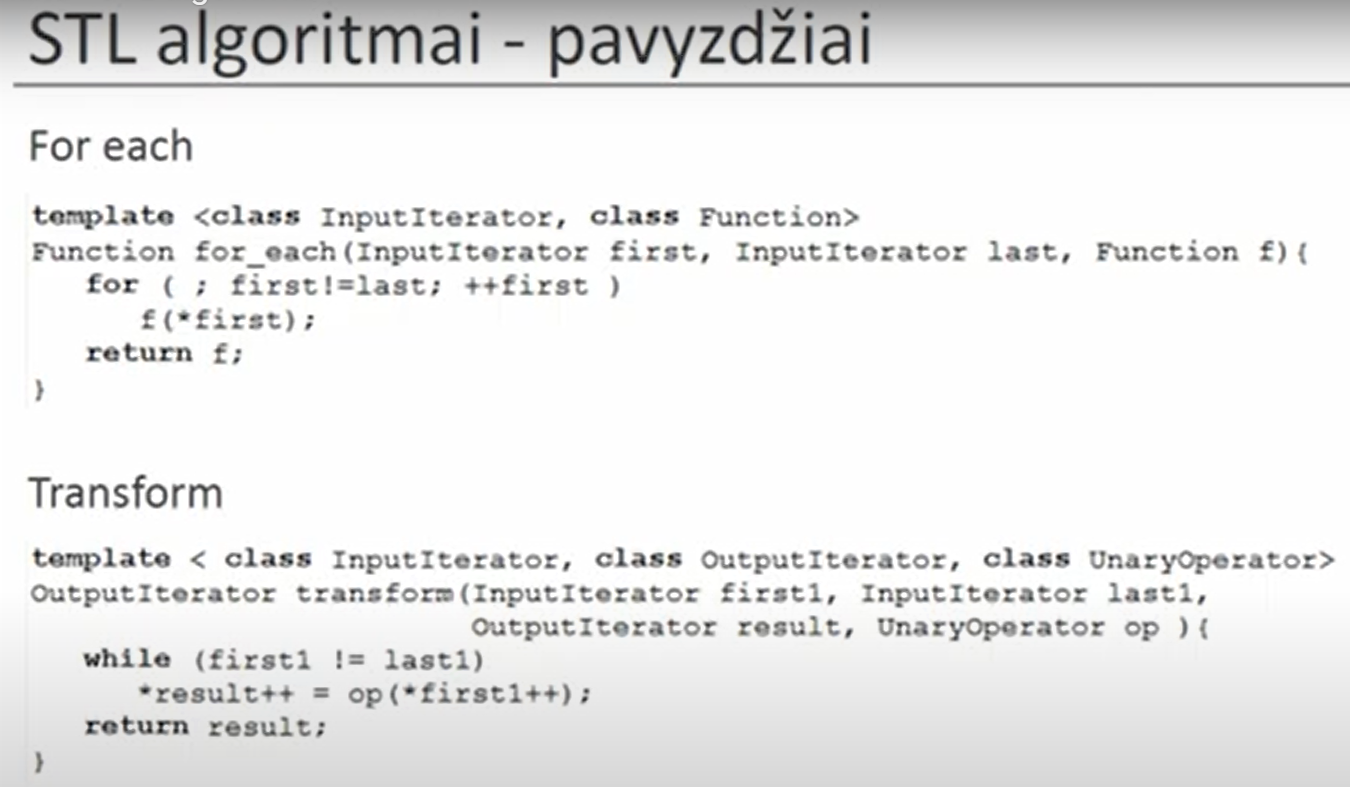 STL algoritmai - pavyzdžiai
For each
template <class InputIterator, class Function>
Function for_each(InputIterator first, InputIterator last, Function f){
for ( ; first!=last; ++first )
f(*first);
return f;
}
Transform
template < class InputIterator, class OutputIterator, class UnaryOperator>
OutputIterator transform(InputIterator first1, InputIterator last1,
OutputIterator result, UnaryOperator op ){
while (first1 != last1)
*result++ = op(*first1++);
return result;
}